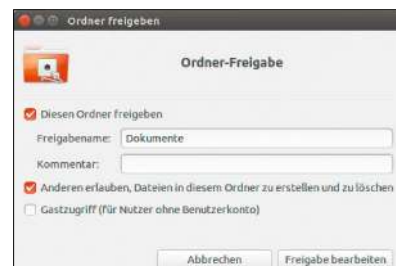 Ordner freigeben
Ordner-Freigabe
Diesen Ordner freigeben
Freigabename: Dokumente
Kommentar:
Anderen erlauben, Dateien in diesem Ordner zu erstellen und zu löschen
Gastzugriff (für Nutzer ohne Benutzerkonto)
Abbrechen Freigabe bearbeiten